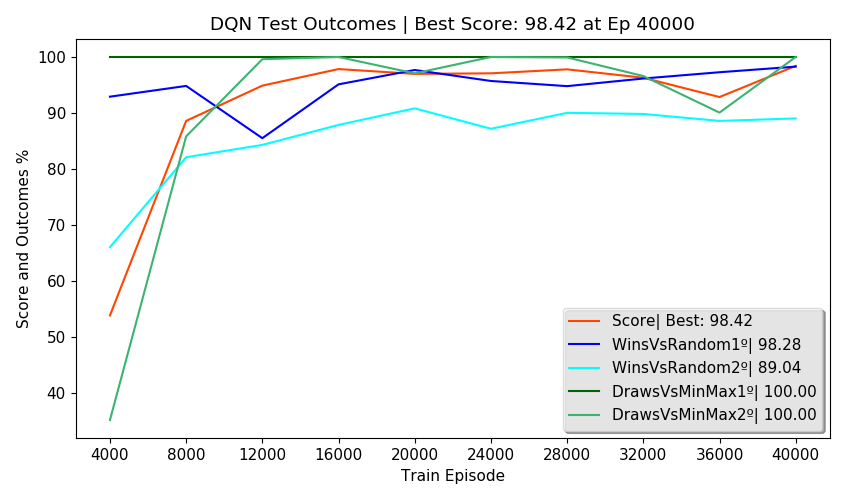 DQN Test Outcomes | Best Score: 98.42 at Ep 40000
Score and Outcomes %
100
90
80
70
60
50
40
Score| Best: 98.42
WinsVsRandom1º| 98.28
WinsVsRandom2º| 89.04
DrawsVsMinMax1º| 100.00
DrawsVsMinMax2º| 100.00
4000 8000 12000 16000 20000 24000 28000 32000 36000 40000
Train Episode